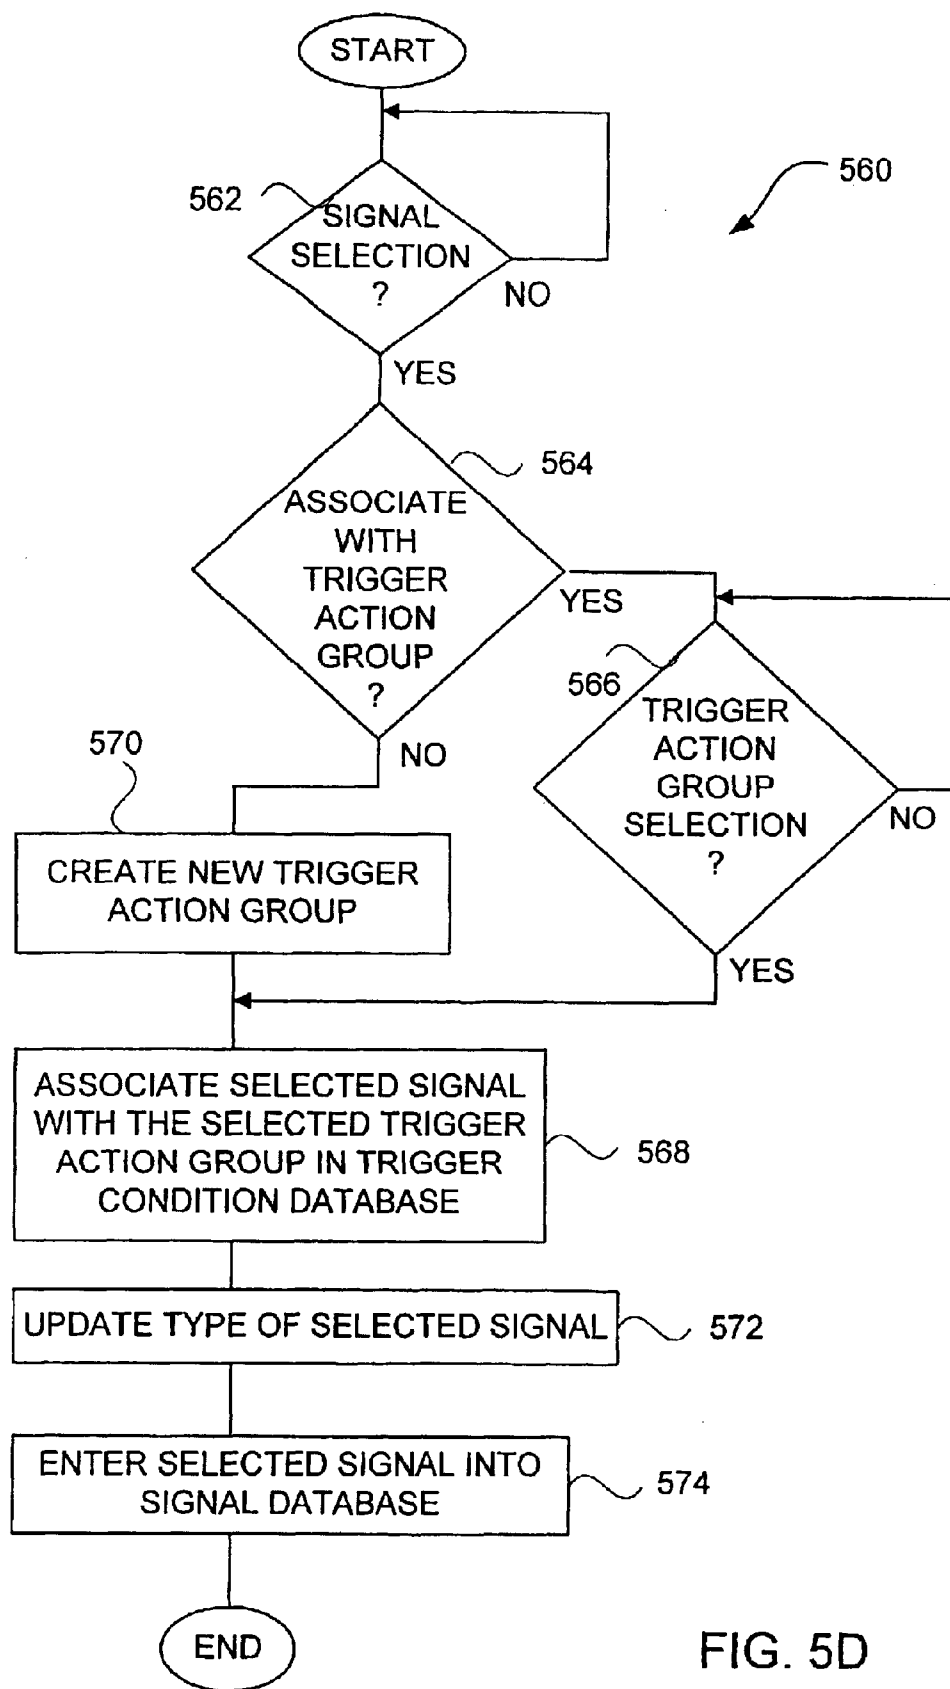 START
560
562
SIGNAL
SELECTION
?
NO
YES
564
ASSOCIATE
WITH
TRIGGER
ACTION
GROUP
?
YES
NO
566
TRIGGER
ACTION
GROUP
SELECTION
?
NO
YES
570
CREATE NEW TRIGGER
ACTION GROUP
ASSOCIATE SELECTED SIGNAL
WITH THE SELECTED TRIGGER
ACTION GROUP IN TRIGGER
CONDITION DATABASE
568
UPDATE TYPE OF SELECTED SIGNAL
572
ENTER SELECTED SIGNAL INTO
SIGNAL DATABASE
574
END
FIG. 5D